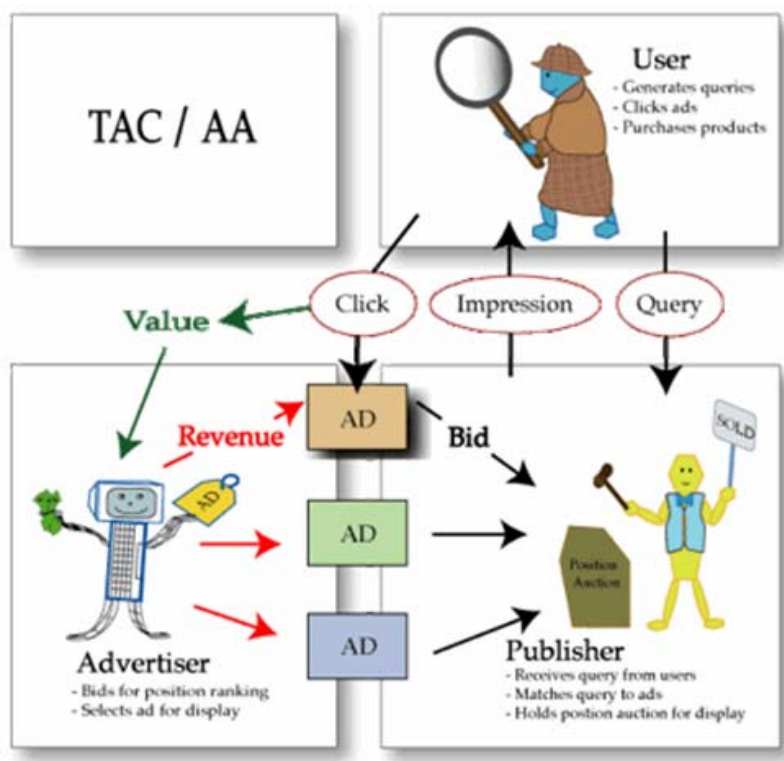 TAC / AA
User
- Generates queries
- Clicks ads
- Purchases products
Click
Impression
Query
Value
Revenue
AD
Bid
SOLD
AD
AD
Position
Auction
AD
Advertiser
- Bids for position ranking
- Selects ad for display
Publisher
- Receives query from users
- Matches query to ads
- Holds postion auction for display